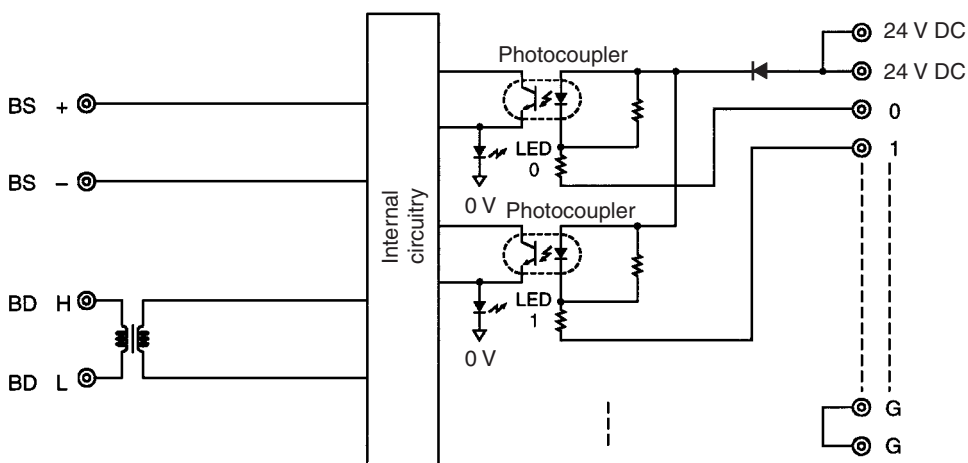 24 V DC
Photocoupler
24 V DC
BS +
0
LED
0
1
BS −
0 V
Photocoupler
Internal
circuitry
BD H
LED
1
0 V
BD L
G
G